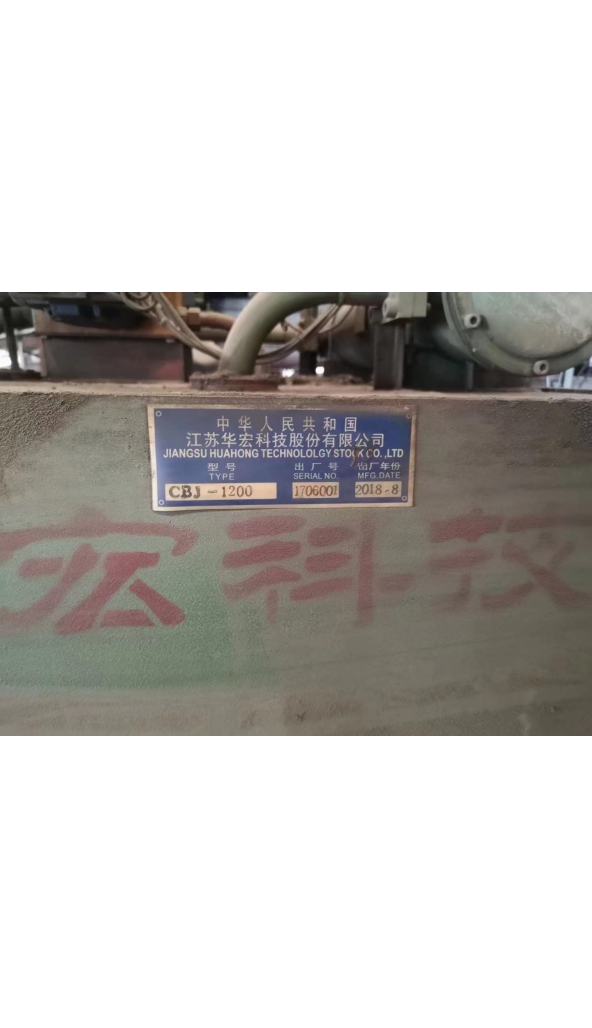 中华人民共和国
江苏华宏科技股份有限公司
JIANGSU HUAHONG TECHNOLOLGY STOCK CO.,LTD
型号 出厂号 出厂年份
TYPE SERIAL NO. MFG.DATE
CBJ-1200 1706001 2018-8
宏科技